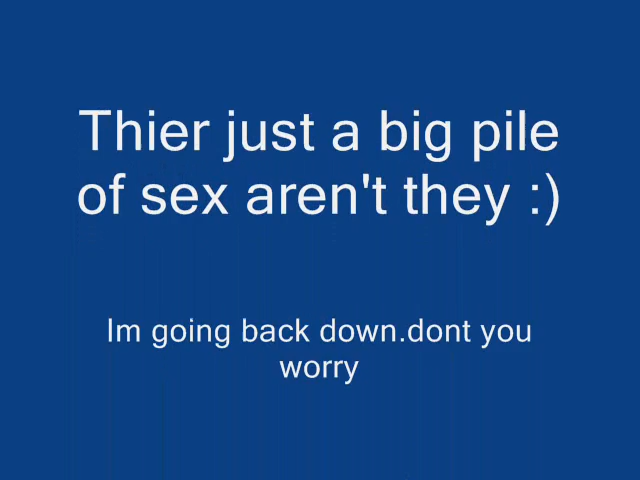 Thier just a big pile
of sex aren't they :)
Im going back down.dont you
worry